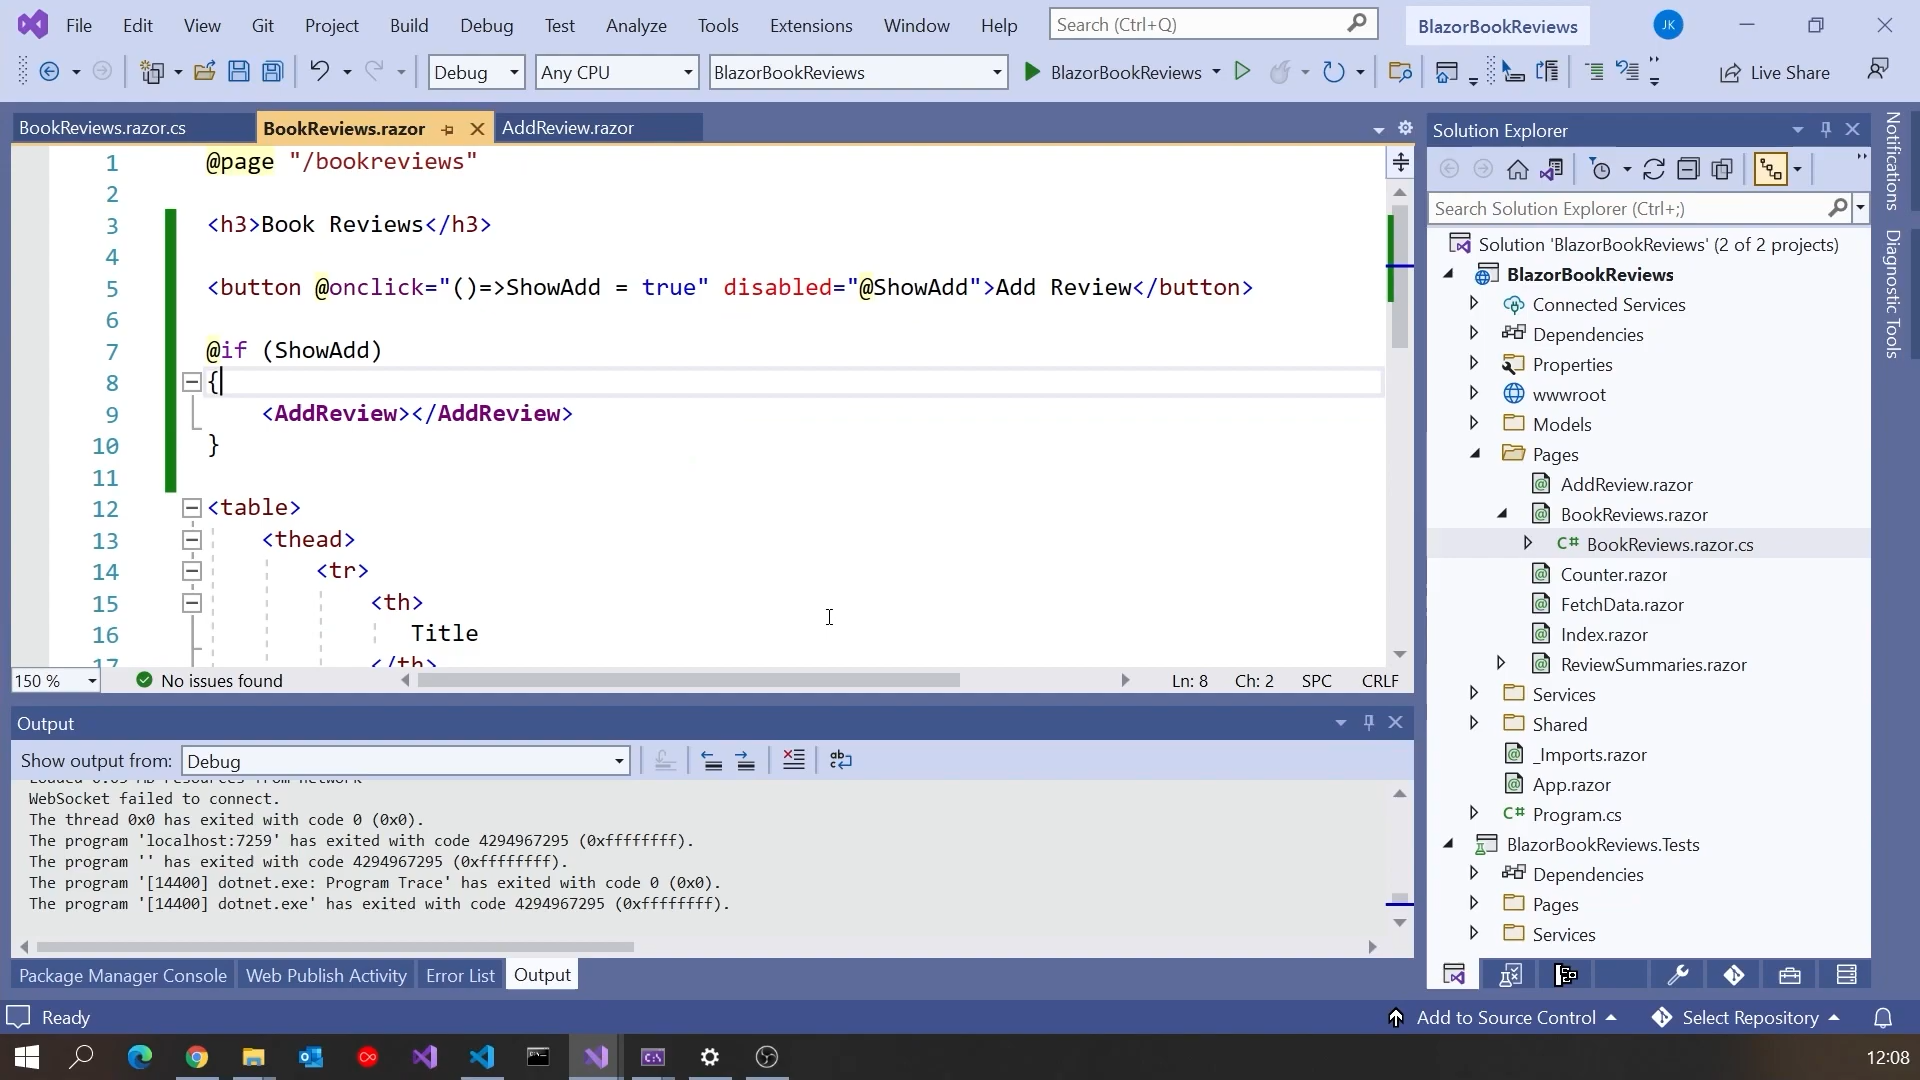 File Edit View Git Project Build Debug Test Analyze Tools Extensions Window Help Search (Ctrl+Q) BlazorBookReviews JK
Debug Any CPU BlazorBookReviews BlazorBookReviews Live Share
BookReviews.razor.cs BookReviews.razor AddReview.razor
1 @page "/bookreviews"
2
3 <h3>Book Reviews</h3>
4
5 <button @onclick="()=>ShowAdd = true" disabled="@ShowAdd">Add Review</button>
6
7 @if (ShowAdd)
8 {
9 <AddReview></AddReview>
10 }
11
12 <table>
13 <thead>
14 <tr>
15 <th>
16 Title
17 </th>
150 % No issues found Ln: 8 Ch: 2 SPC CRLF
Output
Show output from: Debug
WebSocket failed to connect.
The thread 0x0 has exited with code 0 (0x0).
The program 'localhost:7259' has exited with code 4294967295 (0xffffffff).
The program '' has exited with code 4294967295 (0xffffffff).
The program '[14400] dotnet.exe: Program Trace' has exited with code 0 (0x0).
The program '[14400] dotnet.exe' has exited with code 4294967295 (0xffffffff).
Package Manager Console Web Publish Activity Error List Output
Solution Explorer
Search Solution Explorer (Ctrl+;)
Solution 'BlazorBookReviews' (2 of 2 projects)
BlazorBookReviews
Connected Services
Dependencies
Properties
wwwroot
Models
Pages
AddReview.razor
BookReviews.razor
C# BookReviews.razor.cs
Counter.razor
FetchData.razor
Index.razor
ReviewSummaries.razor
Services
Shared
_Imports.razor
App.razor
C# Program.cs
BlazorBookReviews.Tests
Dependencies
Pages
Services
Notifications
Diagnostic Tools
Ready Add to Source Control Select Repository
12:08